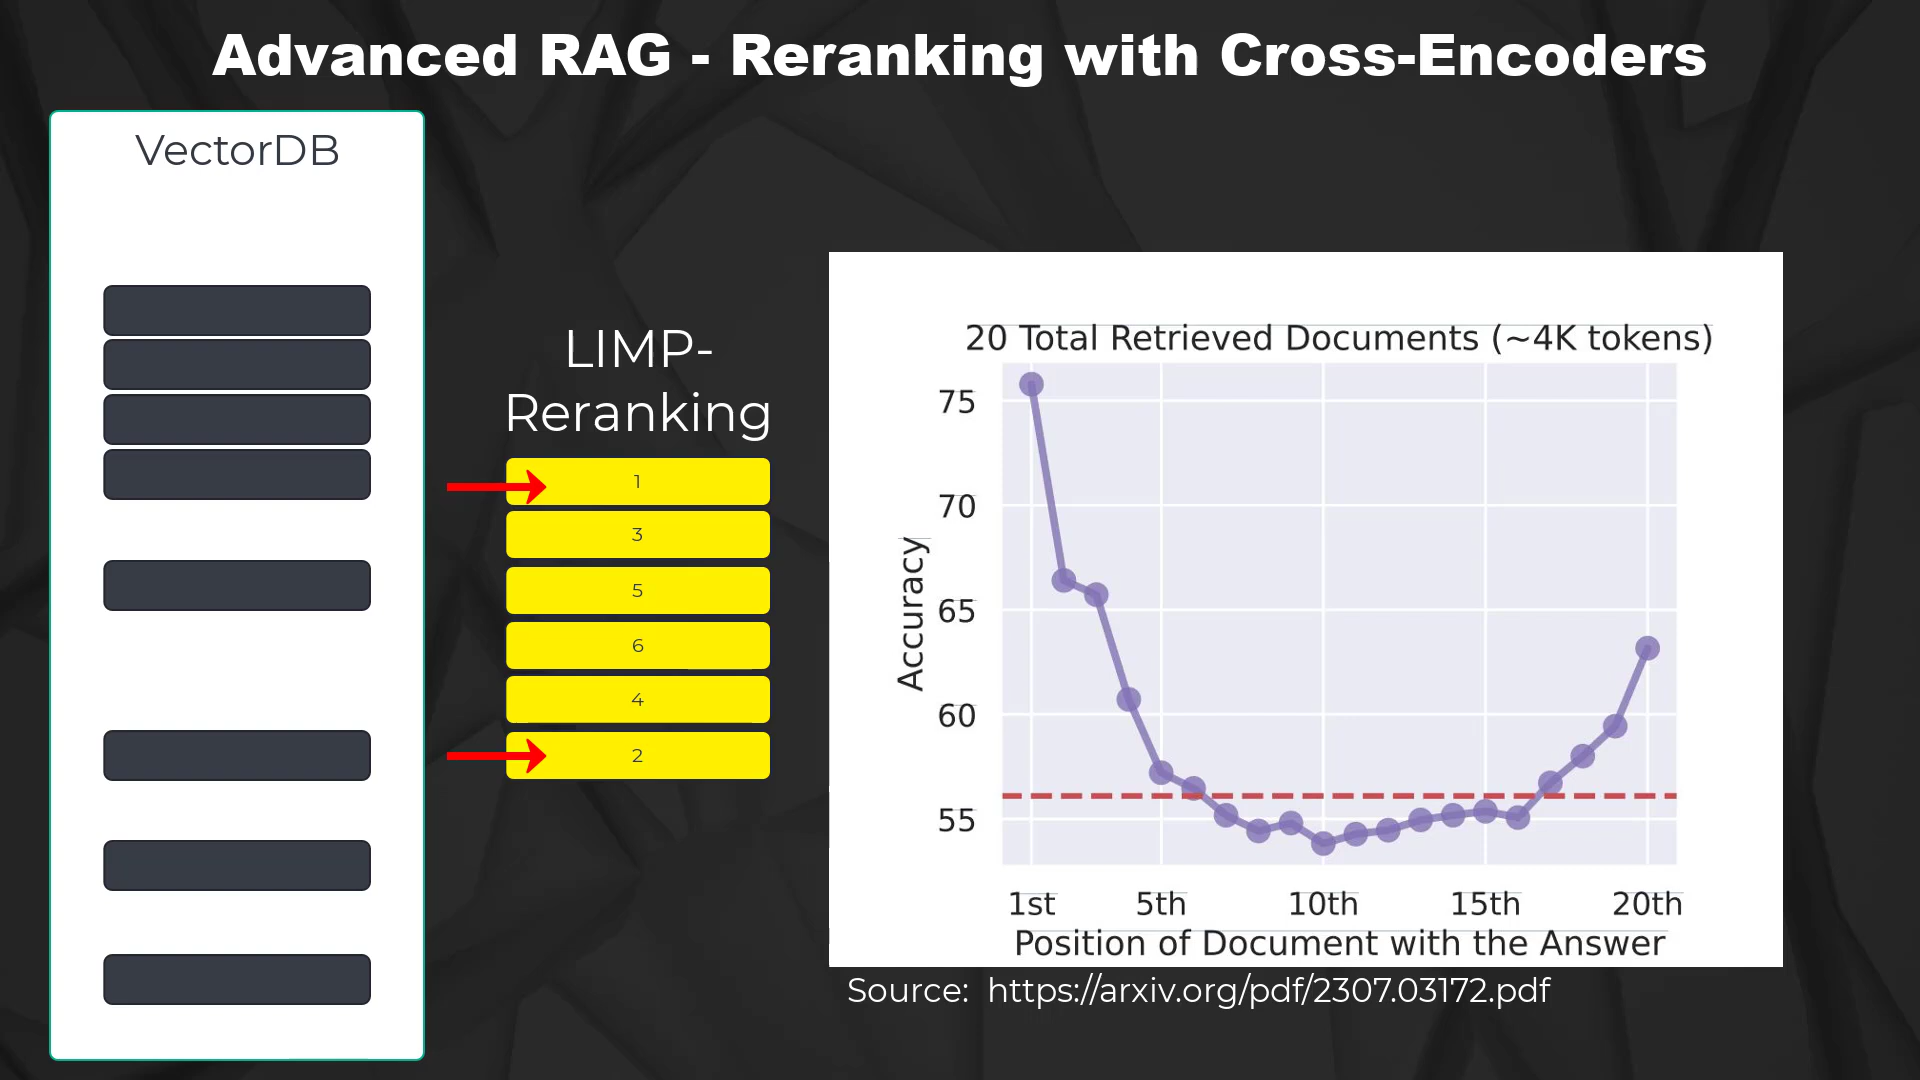 Advanced RAG - Reranking with Cross-Encoders
VectorDB
LIMP-
Reranking
1
3
5
6
4
2
20 Total Retrieved Documents (~4K tokens)
Accuracy
75
70
65
60
55
1st 5th 10th 15th 20th
Position of Document with the Answer
Source: https://arxiv.org/pdf/2307.03172.pdf